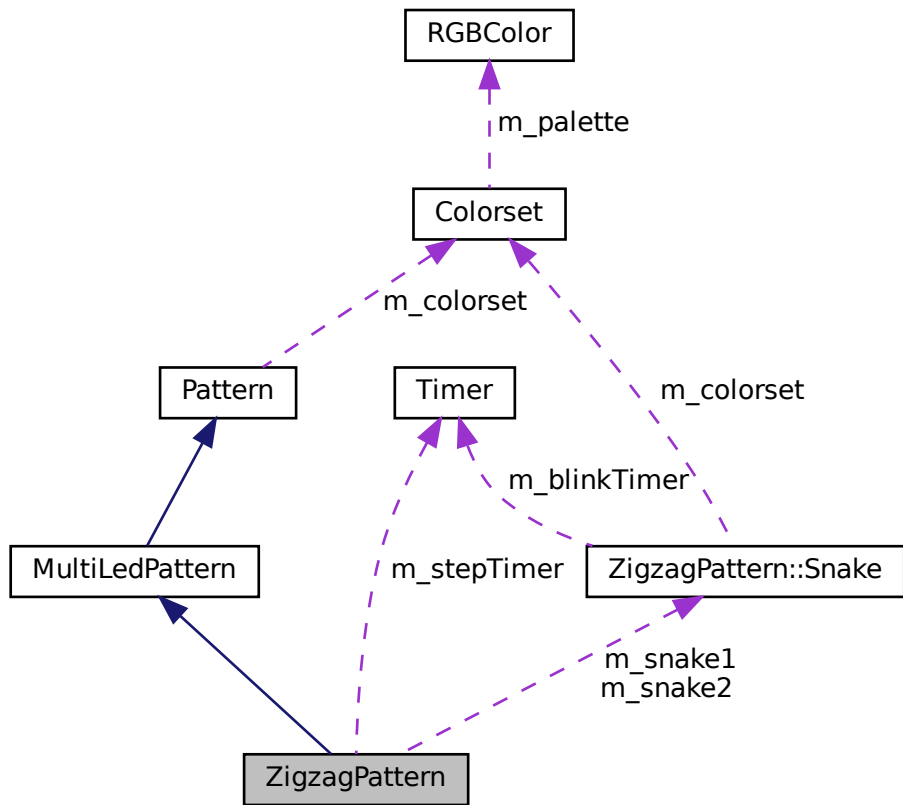 RGBColor
m_palette
Colorset
m_colorset
Pattern
Timer
m_colorset
m_blinkTimer
MultiLedPattern
m_stepTimer
ZigzagPattern::Snake
m_snake1
m_snake2
ZigzagPattern